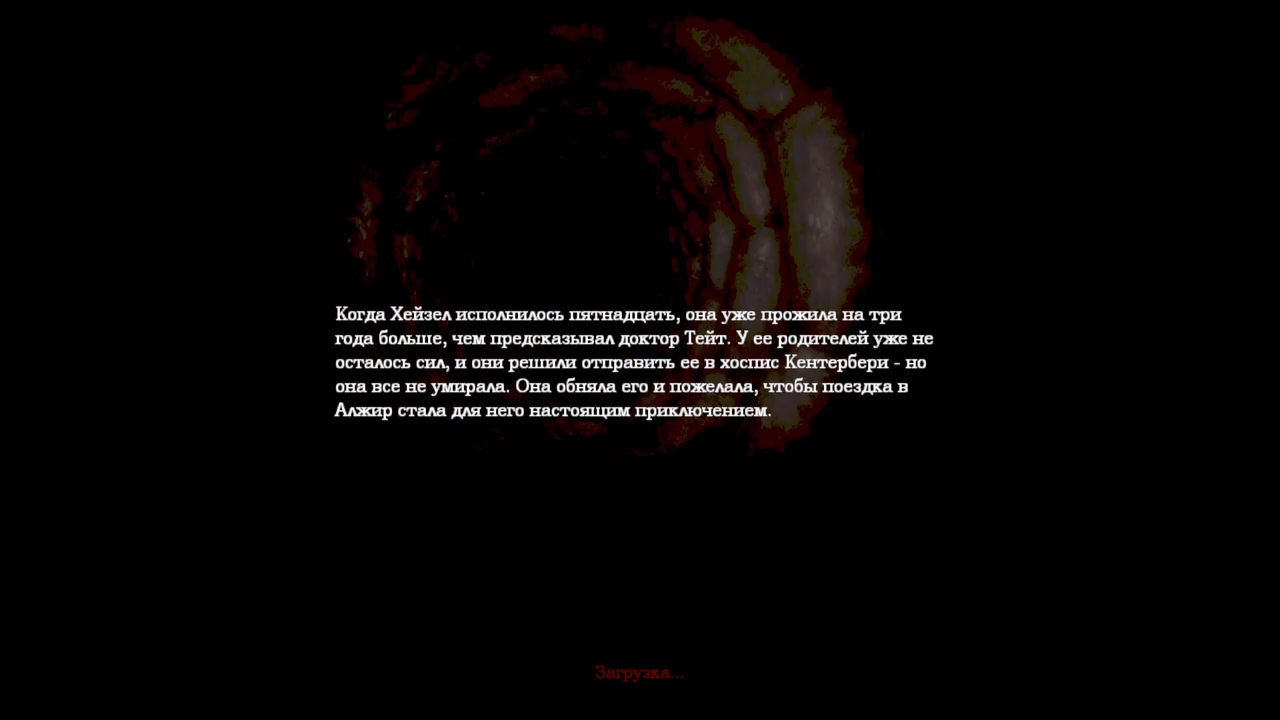 Когда Хейзел исполнилось пятнадцать, она уже прожила на три
года больше, чем предсказывал доктор Тейт. У ее родителей уже не
осталось сил, и они решили отправить ее в хоспис Кентербери - но
она все не умирала. Она обняла его и пожелала, чтобы поездка в
Алжир стала для него настоящим приключением.
Загрузка...